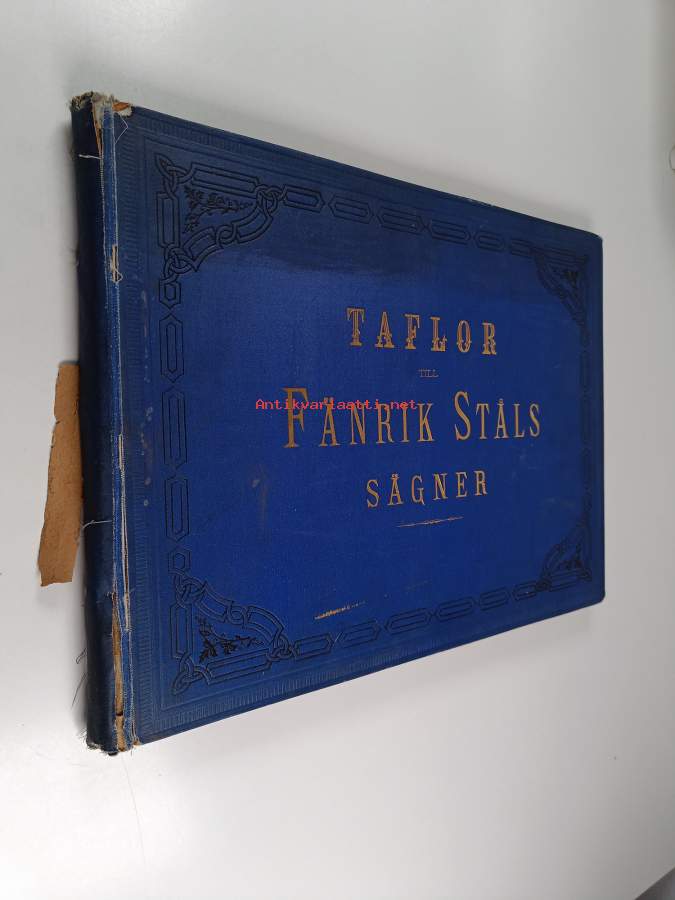 TAFLOR
TILL
Antikvariaatti.net
FÄNRIK STÅLS
SÄGNER